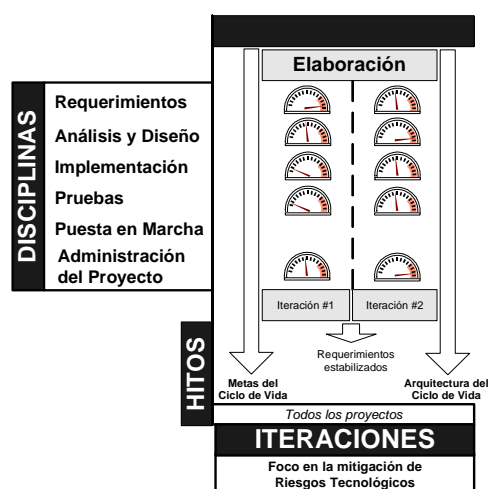 Elaboración
DISCIPLINAS
Requerimientos
Análisis y Diseño
Implementación
Pruebas
Puesta en Marcha
Administración
del Proyecto
Iteración #1
Iteración #2
Requerimientos
estabilizados
HITOS
Metas del
Ciclo de Vida
Arquitectura del
Ciclo de Vida
Todos los proyectos
ITERACIONES
Foco en la mitigación de
Riesgos Tecnológicos